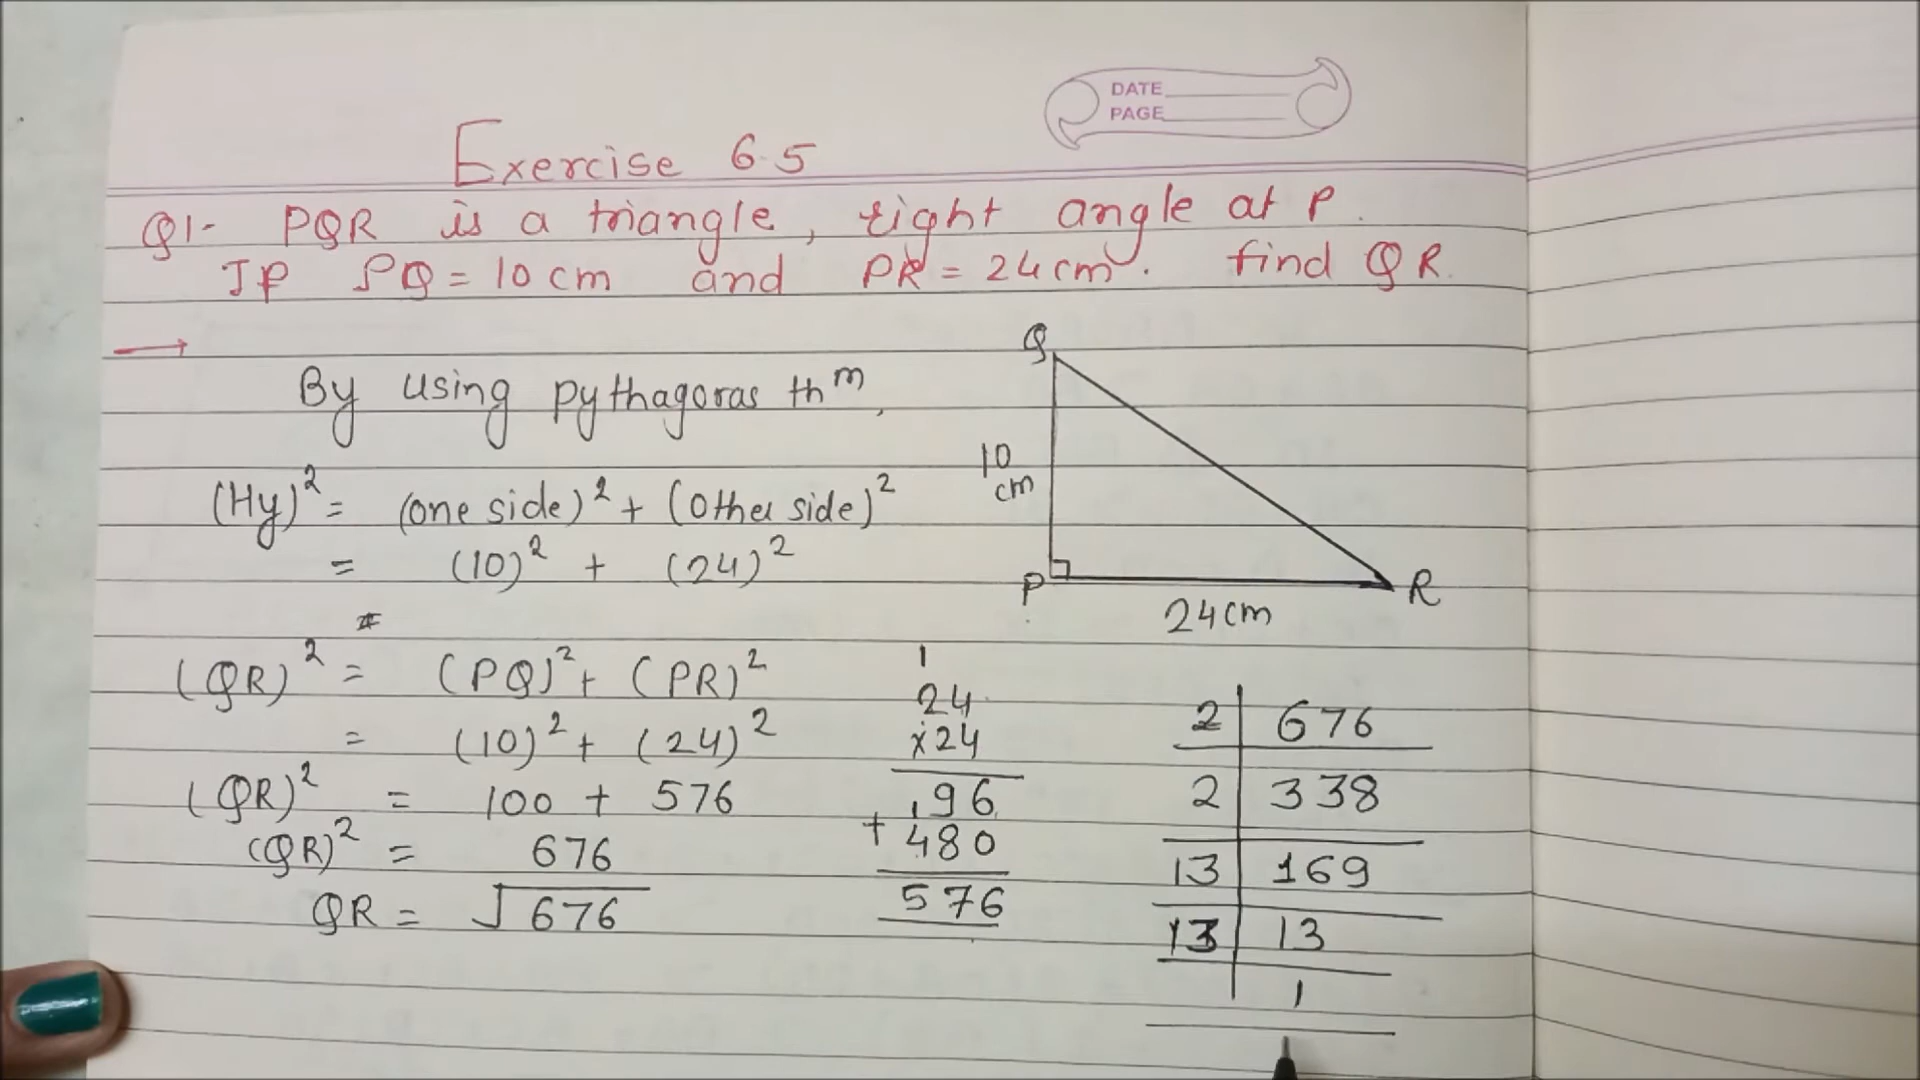 DATE
PAGE
Exercise 6.5
Q1- PQR is a triangle, right angle at P.
If PQ = 10 cm and PR = 24 cm. find QR.
→
By using pythagoras thᵐ,
(Hy)² = (one side)² + (Other side)²
= (10)² + (24)²
(QR)² = (PQ)² + (PR)²
= (10)² + (24)²
(QR)² = 100 + 576
(QR)² = 676
QR = √676
Q
10
cm
P
R
24cm
1
24
x24
196
+ 480
576
2 | 676
2 | 338
13 | 169
13 | 13
1